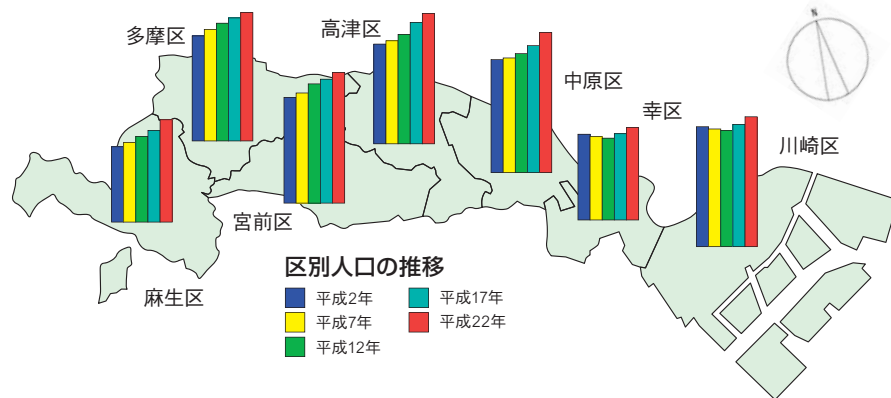 多摩区
高津区
中原区
幸区
川崎区
宮前区
麻生区
N
区別人口の推移
平成2年
平成7年
平成12年
平成17年
平成22年